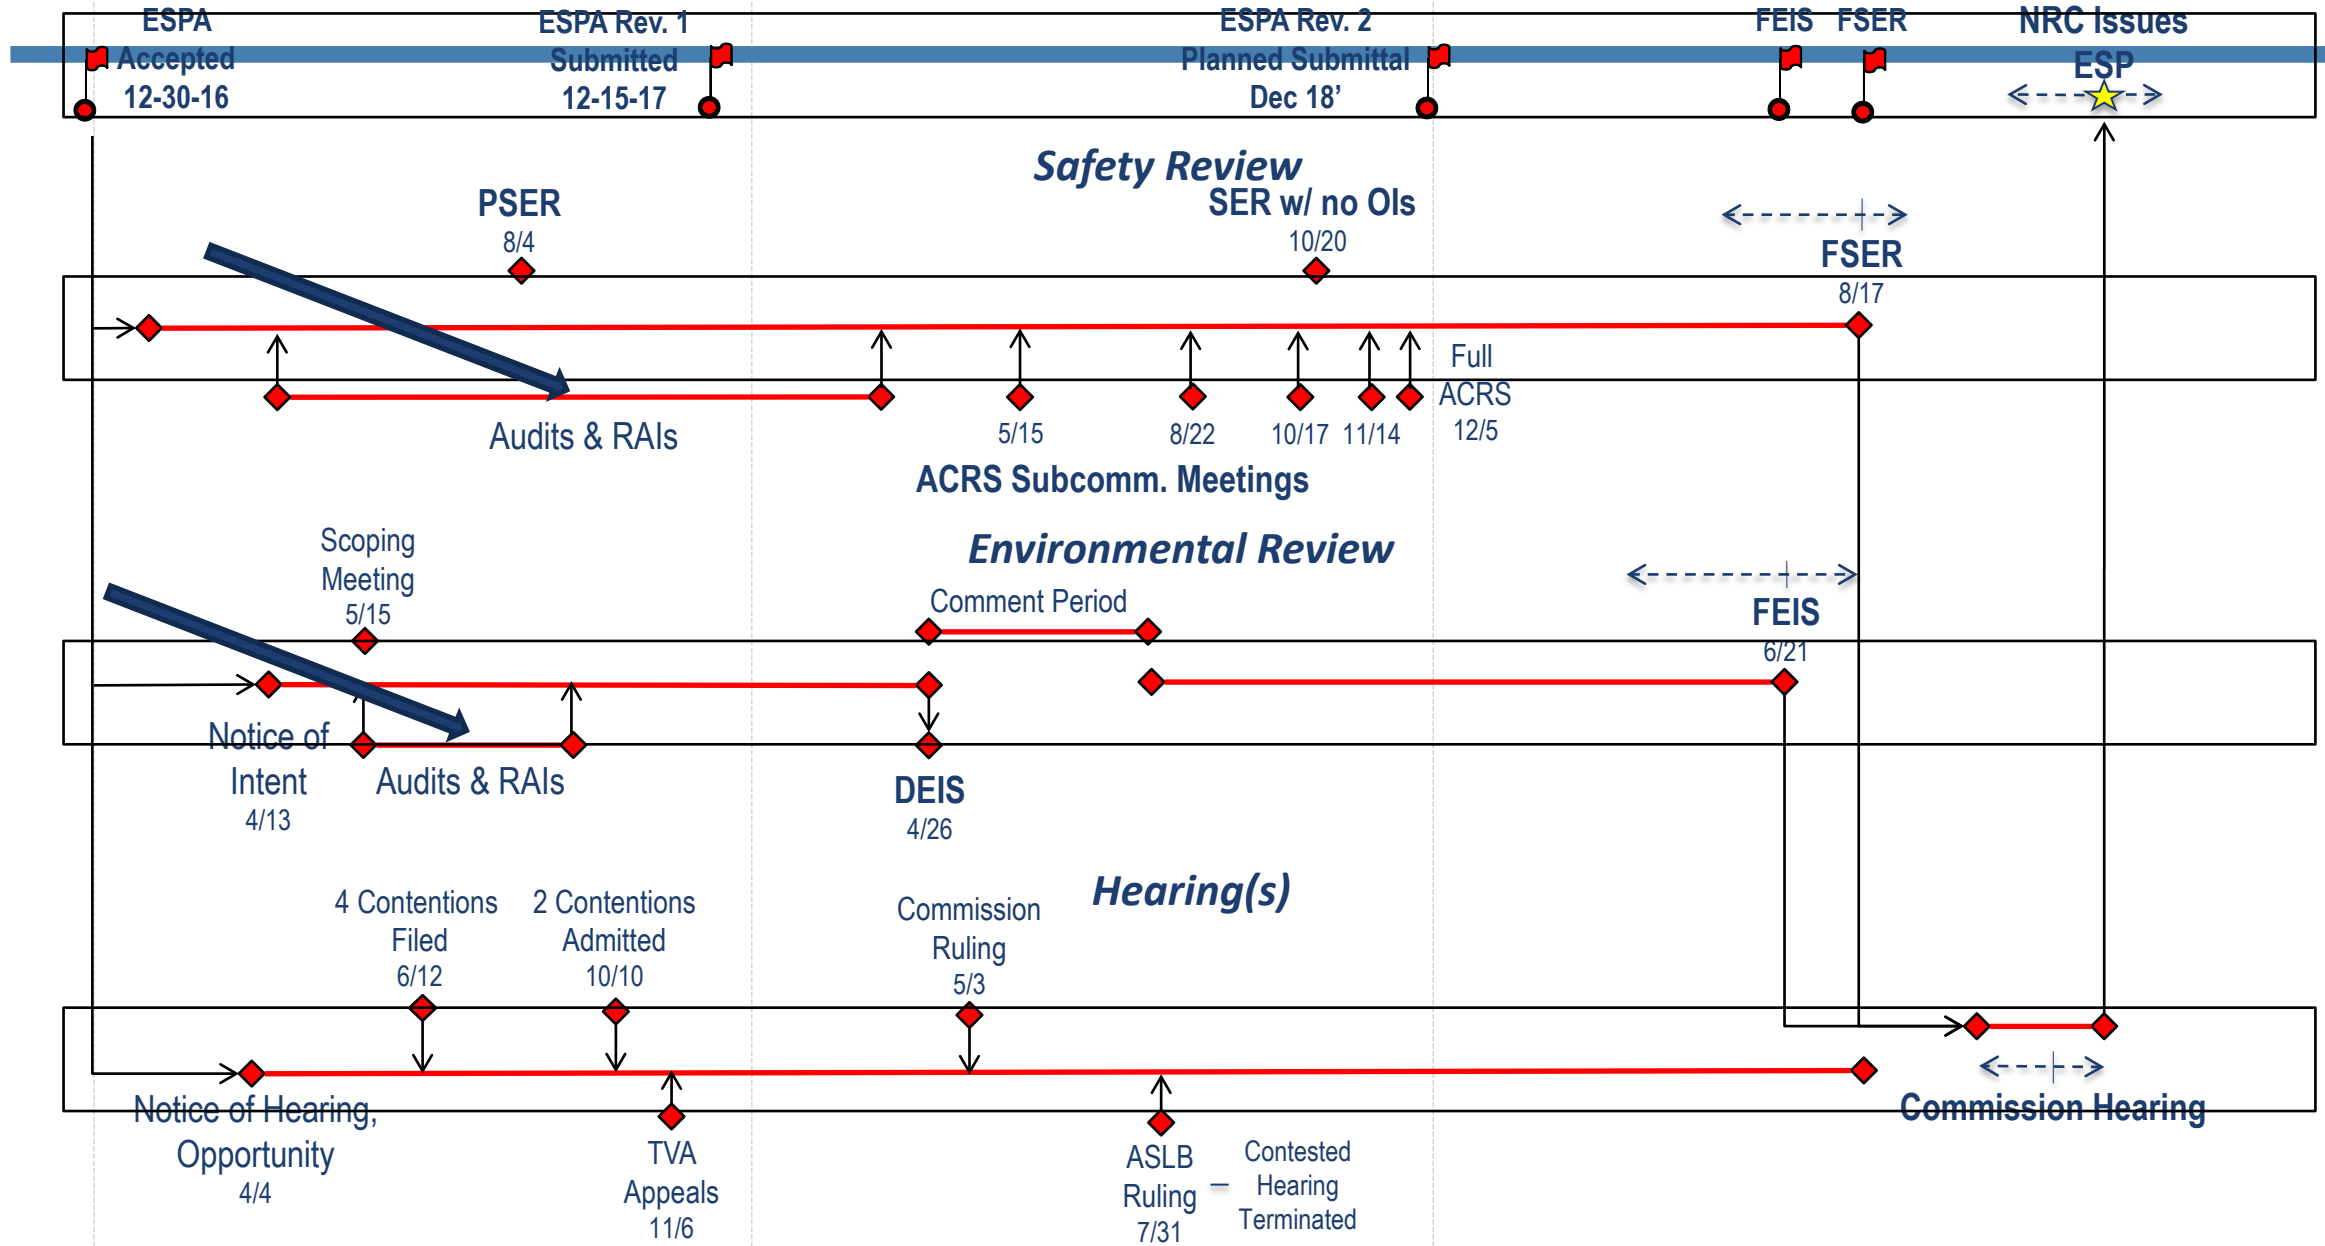 ESPA
Accepted
12-30-16
ESPA Rev. 1
Submitted
12-15-17
ESPA Rev. 2
Planned Submittal
Dec 18’
FEIS
FSER
NRC Issues
ESP
Safety Review
PSER
8/4
SER w/ no OIs
10/20
FSER
8/17
Audits & RAIs
5/15
8/22
10/17
11/14
Full
ACRS
12/5
ACRS Subcomm. Meetings
Environmental Review
Scoping
Meeting
5/15
Comment Period
FEIS
6/21
Notice of
Intent
4/13
Audits & RAIs
DEIS
4/26
Hearing(s)
4 Contentions
Filed
6/12
2 Contentions
Admitted
10/10
Commission
Ruling
5/3
Notice of Hearing,
Opportunity
4/4
TVA
Appeals
11/6
ASLB
Ruling –
7/31
Contested
Hearing
Terminated
Commission Hearing